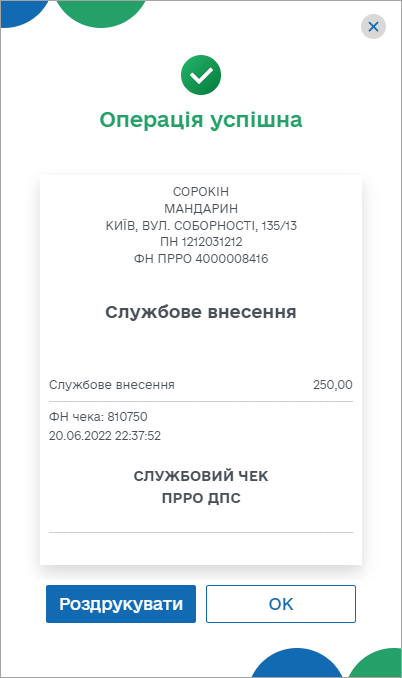 Операція успішна
СОРОКІН
МАНДАРИН
КИЇВ, ВУЛ. СОБОРНОСТІ, 135/13
ПН 1212031212
ФН ПРРО 4000008416
Службове внесення
Службове внесення 250,00
ФН чека: 810750
20.06.2022 22:37:52
СЛУЖБОВИЙ ЧЕК
ПРРО ДПС
Роздрукувати
ОК